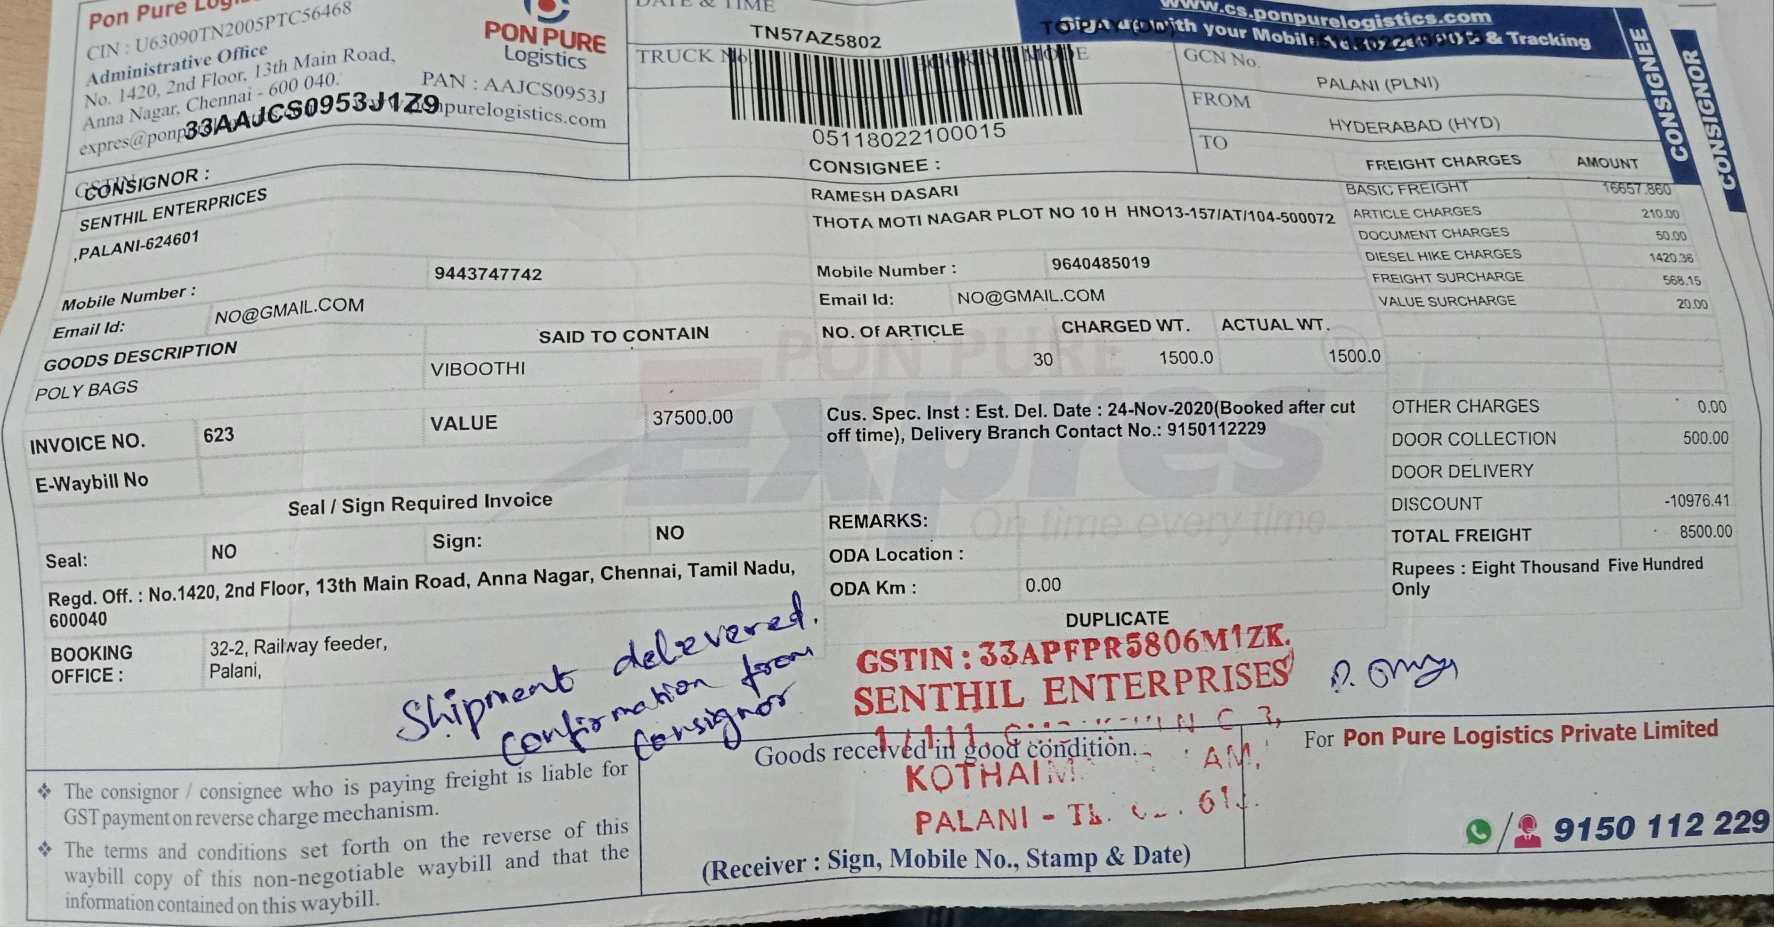 Pon Pure
CIN : U63090TN2005PTC56468
Administrative Office
No. 1420, 2nd Floor, 13th Main Road,
Anna Nagar, Chennai - 600 040.
PAN : AAJCS0953J
33AAJCS0953J1Z9
PON PURE
Logistics
DATE & TIME
TN57AZ5802
TRUCK No.
05118022100015
www.cs.ponpurelogistics.com
with your Mobile & Tracking
GCN No.
PALANI (PLNI)
FROM
HYDERABAD (HYD)
TO
CONSIGNEE
CONSIGNOR
CONSIGNOR :
SENTHIL ENTERPRICES
,PALANI-624601
9443747742
Mobile Number :
Email Id:
NO@GMAIL.COM
CONSIGNEE :
RAMESH DASARI
THOTA MOTI NAGAR PLOT NO 10 H HNO13-157/AT/104-500072
Mobile Number :
9640485019
Email Id:
NO@GMAIL.COM
FREIGHT CHARGES AMOUNT
BASIC FREIGHT 16657.860
ARTICLE CHARGES 210.00
DOCUMENT CHARGES 50.00
DIESEL HIKE CHARGES 1420.36
FREIGHT SURCHARGE 568.15
VALUE SURCHARGE 20.00
GOODS DESCRIPTION SAID TO CONTAIN NO. Of ARTICLE CHARGED WT. ACTUAL WT.
POLY BAGS VIBOOTHI 30 1500.0 1500.0
PON PURE
Expres
On time every time
INVOICE NO. 623 VALUE 37500.00
E-Waybill No
Cus. Spec. Inst : Est. Del. Date : 24-Nov-2020(Booked after cut
off time), Delivery Branch Contact No.: 9150112229
OTHER CHARGES 0.00
DOOR COLLECTION 500.00
DOOR DELIVERY
DISCOUNT -10976.41
TOTAL FREIGHT 8500.00
Rupees : Eight Thousand Five Hundred
Only
Seal / Sign Required Invoice
Seal: NO Sign: NO
REMARKS:
ODA Location :
ODA Km : 0.00
Regd. Off. : No.1420, 2nd Floor, 13th Main Road, Anna Nagar, Chennai, Tamil Nadu,
600040
BOOKING
OFFICE :
32-2, Railway feeder,
Palani,
Shipment delevered.
confirmation from
consignor
DUPLICATE
GSTIN : 33APFPR5806M1ZK.
SENTHIL ENTERPRISES
PALANI -
Goods received in good condition.
(Receiver : Sign, Mobile No., Stamp & Date)
For Pon Pure Logistics Private Limited
9150 112 229
❖ The consignor / consignee who is paying freight is liable for
GST payment on reverse charge mechanism.
❖ The terms and conditions set forth on the reverse of this
waybill copy of this non-negotiable waybill and that the
information contained on this waybill.